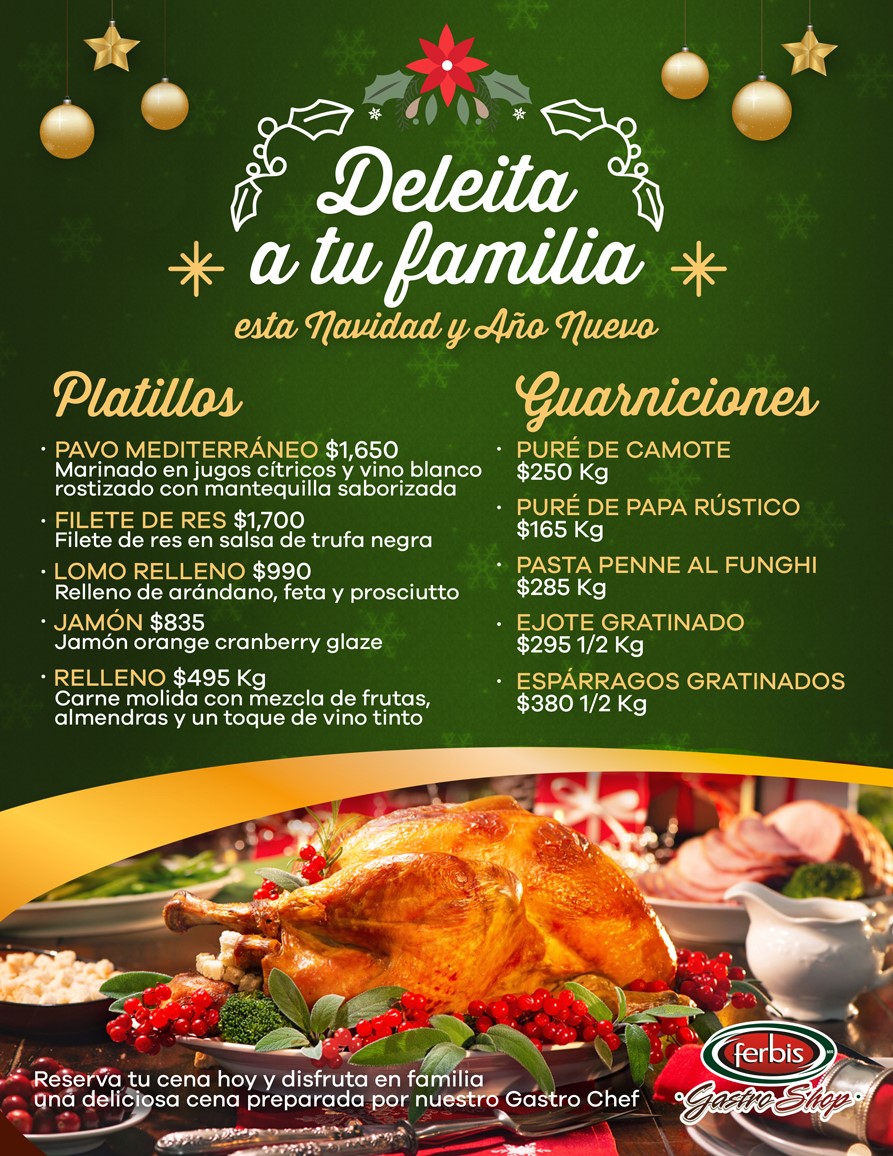 Deleita
a tu familia
esta Navidad y Año Nuevo
Platillos
· PAVO MEDITERRÁNEO $1,650
Marinado en jugos cítricos y vino blanco
rostizado con mantequilla saborizada
· FILETE DE RES $1,700
Filete de res en salsa de trufa negra
· LOMO RELLENO $990
Relleno de arándano, feta y prosciutto
· JAMÓN $835
Jamón orange cranberry glaze
· RELLENO $495 Kg
Carne molida con mezcla de frutas,
almendras y un toque de vino tinto
Guarniciones
· PURÉ DE CAMOTE
$250 Kg
· PURÉ DE PAPA RÚSTICO
$165 Kg
· PASTA PENNE AL FUNGHI
$285 Kg
· EJOTE GRATINADO
$295 1/2 Kg
· ESPÁRRAGOS GRATINADOS
$380 1/2 Kg
Reserva tu cena hoy y disfruta en familia
una deliciosa cena preparada por nuestro Gastro Chef
ferbis
Gastro Shop